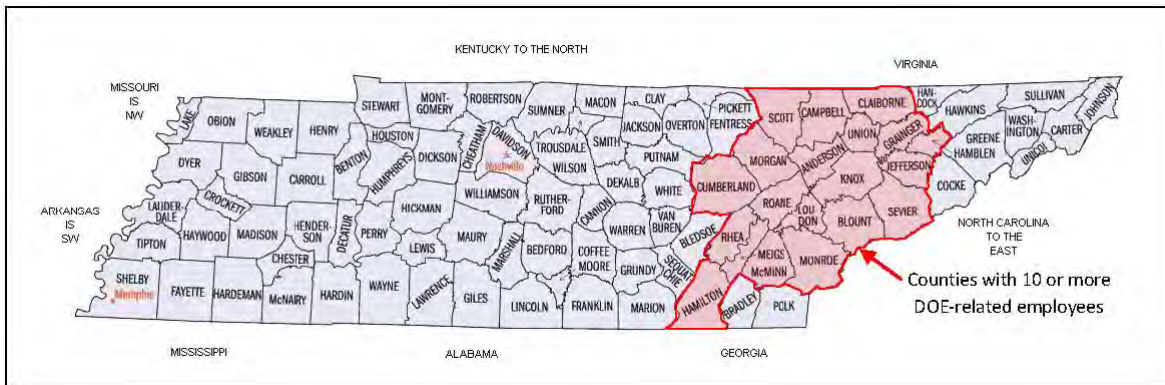 KENTUCKY TO THE NORTH
VIRGINIA
MISSOURI
IS
NW
ARKANSAS
IS
SW
NORTH CAROLINA
TO THE
EAST
MISSISSIPPI
ALABAMA
GEORGIA
LAKE
OBION
WEAKLEY
HENRY
STEWART
MONT-
GOMERY
ROBERTSON
SUMNER
MACON
CLAY
PICKETT
FENTRESS
SCOTT
CAMPBELL
CLAIBORNE
HAN-
COCK
HAWKINS
SULLIVAN
JOHNSON
HOUSTON
DICKSON
CHEATHAM
DAVIDSON
Nashville
TROUSDALE
WILSON
SMITH
JACKSON
OVERTON
MORGAN
ANDERSON
UNION
GRAINGER
HAMBLEN
GREENE
WASH-
INGTON
UNICOI
CARTER
DYER
GIBSON
CARROLL
BENTON
HUMPHREYS
WILLIAMSON
RUTHER-
FORD
CANNON
DEKALB
PUTNAM
WHITE
CUMBERLAND
ROANE
LOU
DON
KNOX
JEFFERSON
COCKE
SEVIER
BLOUNT
LAUDER-
DALE
CROCKETT
TIPTON
HAYWOOD
MADISON
HENDER-
SON
DECATUR
PERRY
HICKMAN
LEWIS
MAURY
MARSHALL
BEDFORD
COFFEE
MOORE
WARREN
VAN
BUREN
BLEDSOE
SEQUAT
CHIE
GRUNDY
RHEA
MEIGS
McMINN
MONROE
SHELBY
Memphis
FAYETTE
HARDEMAN
CHESTER
McNAIRY
HARDIN
WAYNE
LAWRENCE
GILES
LINCOLN
FRANKLIN
MARION
HAMILTON
BRADLEY
PCLK
Counties with 10 or more
DOE-related employees